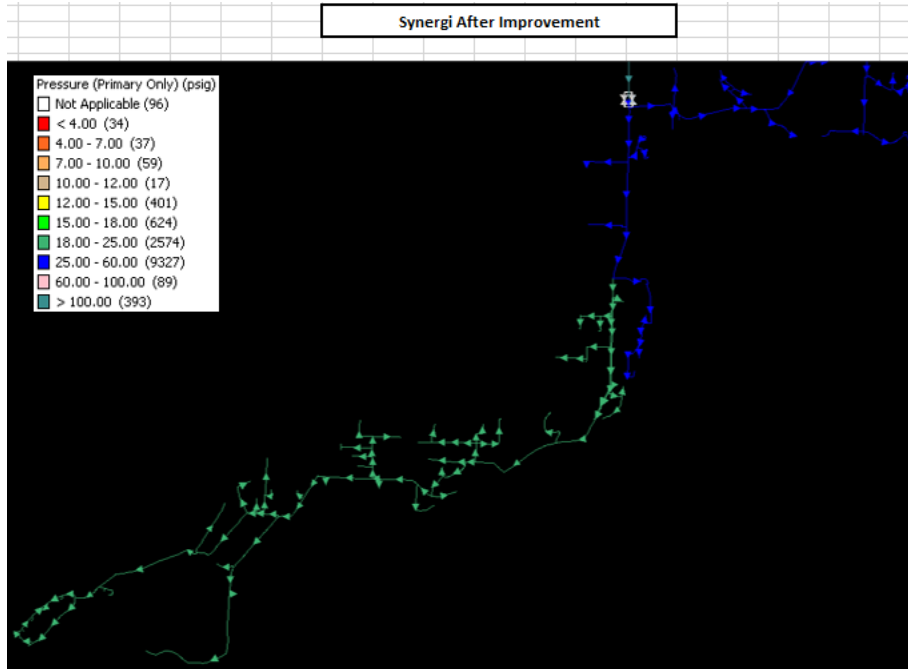 Synergi After Improvement
Pressure (Primary Only) (psig)
Not Applicable (96)
< 4.00 (34)
4.00 - 7.00 (37)
7.00 - 10.00 (59)
10.00 - 12.00 (17)
12.00 - 15.00 (401)
15.00 - 18.00 (624)
18.00 - 25.00 (2574)
25.00 - 60.00 (9327)
60.00 - 100.00 (89)
> 100.00 (393)